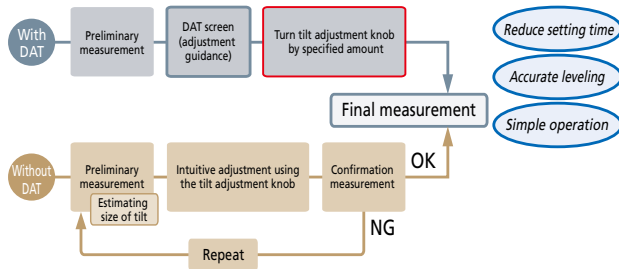 With
DAT
Preliminary
measurement
DAT screen
(adjustment
guidance)
Turn tilt adjustment knob
by specified amount
Reduce setting time
Accurate leveling
Simple operation
Final measurement
Without
DAT
Preliminary
measurement
Estimating
size of tilt
Intuitive adjustment using
the tilt adjustment knob
Confirmation
measurement
OK
NG
Repeat